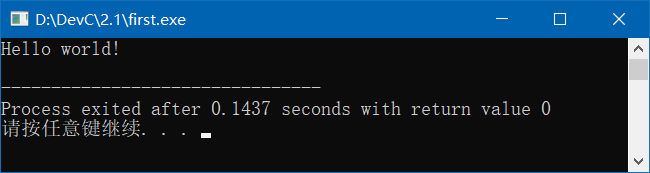 D:\DevC\2.1\first.exe
Hello world!
--------------------------------
Process exited after 0.1437 seconds with return value 0
请按任意键继续. . .